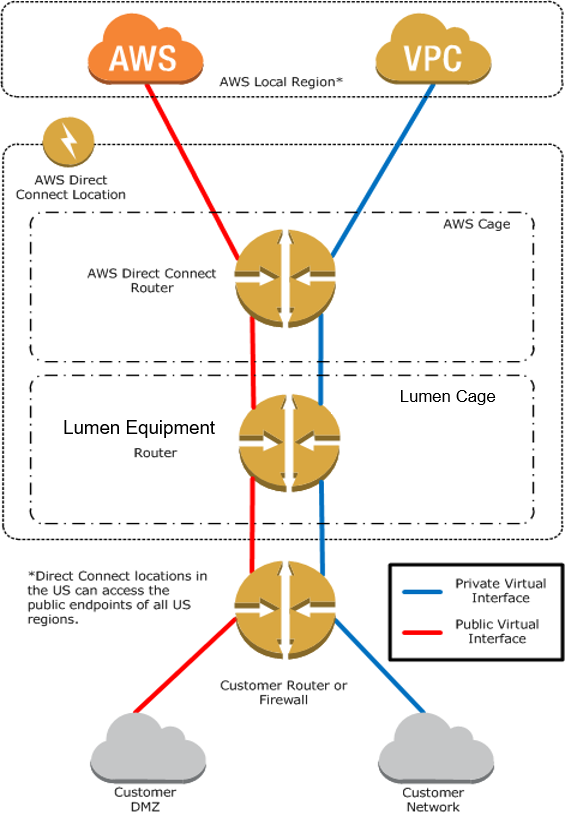 AWS
VPC
AWS Local Region*
AWS Direct
Connect Location
AWS Cage
AWS Direct Connect
Router
Lumen Cage
Lumen Equipment
Router
*Direct Connect locations in
the US can access the
public endpoints of all US
regions.
Private Virtual
Interface
Public Virtual
Interface
Customer Router or
Firewall
Customer
DMZ
Customer
Network